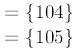 = {104}
= {105}